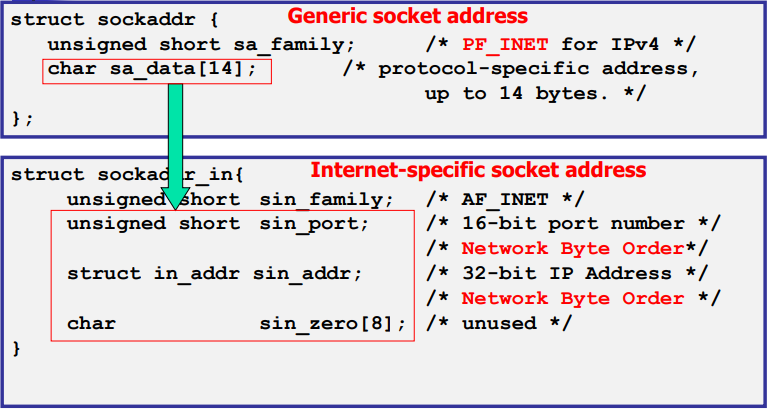 Generic socket address
struct sockaddr {
unsigned short sa_family; /* PF_INET for IPv4 */
char sa_data[14]; /* protocol-specific address,
up to 14 bytes. */
};
Internet-specific socket address
struct sockaddr_in{
unsigned short sin_family; /* AF_INET */
unsigned short sin_port; /* 16-bit port number */
/* Network Byte Order*/
struct in_addr sin_addr; /* 32-bit IP Address */
/* Network Byte Order */
char sin_zero[8]; /* unused */
}